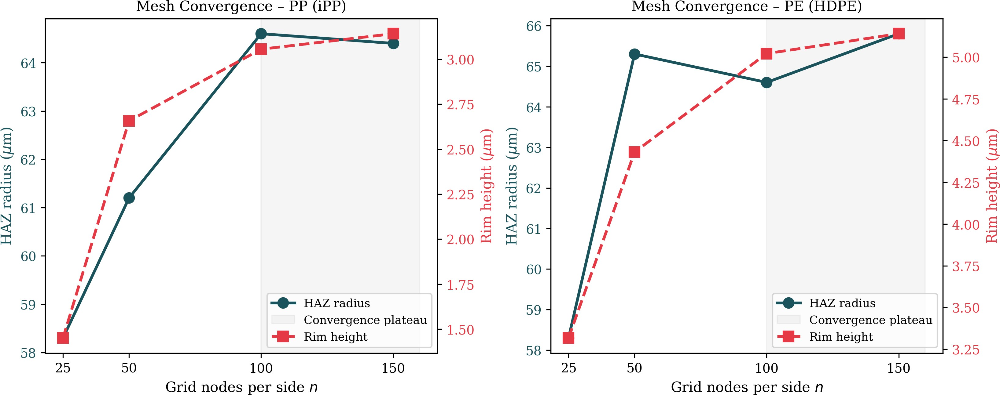 Mesh Convergence – PP (iPP)
HAZ radius (μm)
64
63
62
61
60
59
58
3.00
2.75
2.50
2.25
2.00
1.75
1.50
Rim height (μm)
HAZ radius
Convergence plateau
Rim height
25 50 100 150
Grid nodes per side n
Mesh Convergence – PE (HDPE)
HAZ radius (μm)
66
65
64
63
62
61
60
59
58
5.00
4.75
4.50
4.25
4.00
3.75
3.50
3.25
Rim height (μm)
HAZ radius
Convergence plateau
Rim height
25 50 100 150
Grid nodes per side n